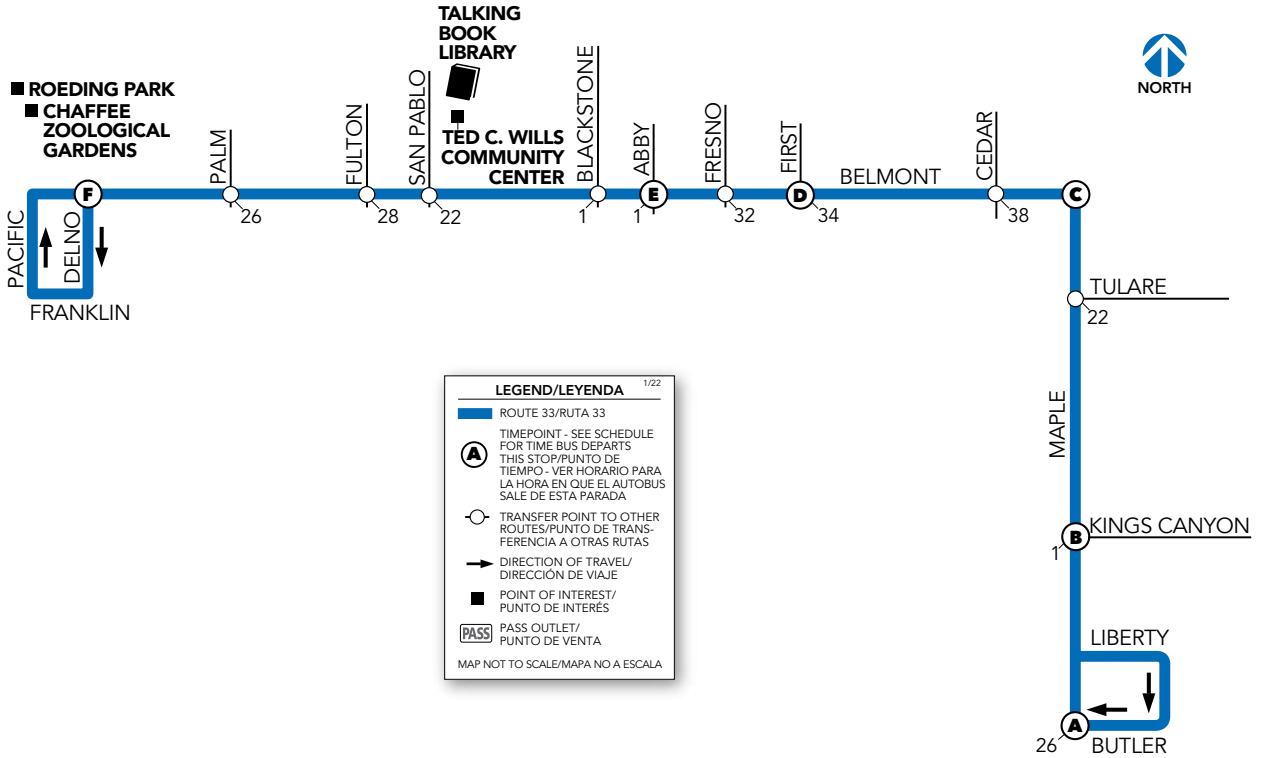 TALKING
BOOK
LIBRARY
NORTH
ROEDING PARK
CHAFFEE
ZOOLOGICAL
GARDENS
TED C. WILLS
COMMUNITY
CENTER
PALM
FULTON
SAN PABLO
BLACKSTONE
ABBY
FRESNO
FIRST
BELMONT
CEDAR
F
E
D
C
26
28
22
1
1
32
34
38
PACIFIC
DELNO
FRANKLIN
TULARE
22
MAPLE
KINGS CANYON
B
1
LIBERTY
A
26
BUTLER
LEGEND/LEYENDA
1/22
ROUTE 33/RUTA 33
A
TIMEPOINT - SEE SCHEDULE
FOR TIME BUS DEPARTS
THIS STOP/PUNTO DE
TIEMPO - VER HORARIO PARA
LA HORA EN QUE EL AUTOBUS
SALE DE ESTA PARADA
TRANSFER POINT TO OTHER
ROUTES/PUNTO DE TRANS-
FERENCIA A OTRAS RUTAS
DIRECTION OF TRAVEL/
DIRECCIÓN DE VIAJE
POINT OF INTEREST/
PUNTO DE INTERÉS
PASS
PASS OUTLET/
PUNTO DE VENTA
MAP NOT TO SCALE/MAPA NO A ESCALA